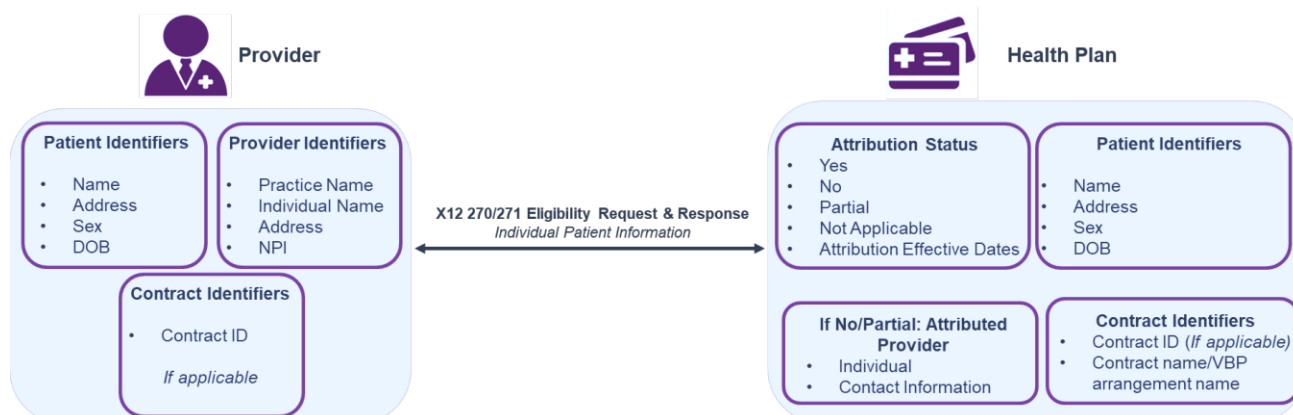 Provider
Patient Identifiers
• Name
• Address
• Sex
• DOB
Provider Identifiers
• Practice Name
• Individual Name
• Address
• NPI
Contract Identifiers
• Contract ID
If applicable
X12 270/271 Eligibility Request & Response
Individual Patient Information
Health Plan
Attribution Status
• Yes
• No
• Partial
• Not Applicable
• Attribution Effective Dates
Patient Identifiers
• Name
• Address
• Sex
• DOB
If No/Partial: Attributed
Provider
• Individual
• Contact Information
Contract Identifiers
• Contract ID (If applicable)
• Contract name/VBP
arrangement name